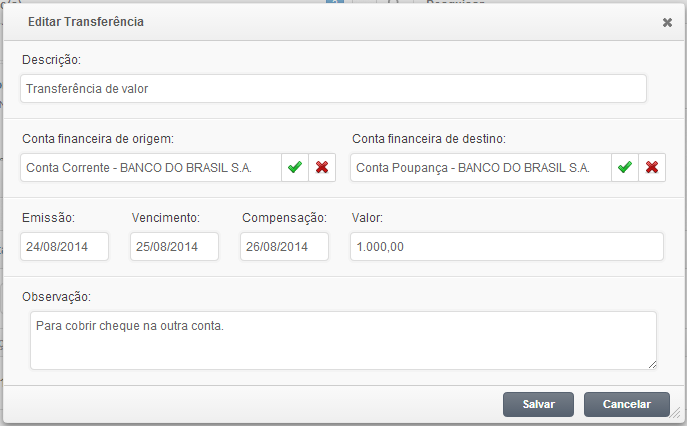 Editar Transferência
Descrição:
Transferência de valor
Conta financeira de origem: Conta financeira de destino:
Conta Corrente - BANCO DO BRASIL S.A. Conta Poupança - BANCO DO BRASIL S.A.
Emissão: Vencimento: Compensação: Valor:
24/08/2014 25/08/2014 26/08/2014 1.000,00
Observação:
Para cobrir cheque na outra conta.
Salvar Cancelar